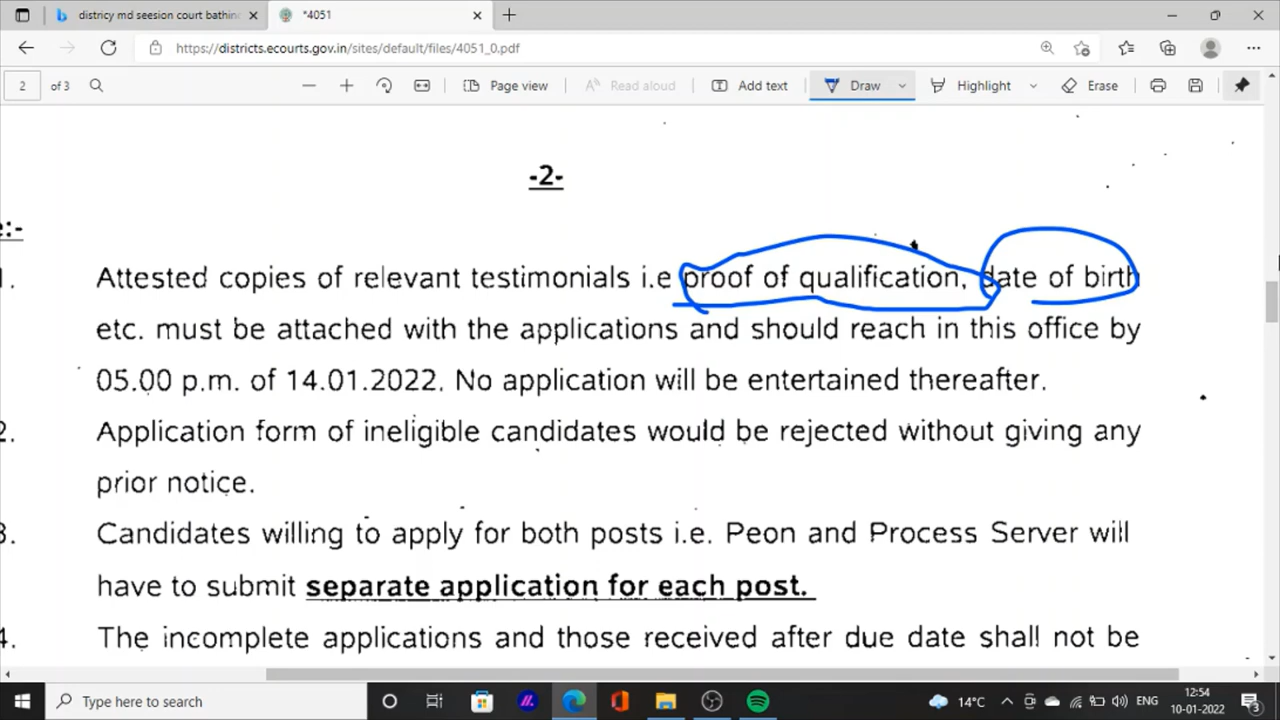 districy md seesion court bathin
*4051
https://districts.ecourts.gov.in/sites/default/files/4051_0.pdf
2 of 3
Page view
Read aloud
Add text
Draw
Highlight
Erase
-2-
e:-
1. Attested copies of relevant testimonials i.e proof of qualification, date of birth
etc. must be attached with the applications and should reach in this office by
05.00 p.m. of 14.01.2022. No application will be entertained thereafter.
2. Application form of ineligible candidates would be rejected without giving any
prior notice.
3. Candidates willing to apply for both posts i.e. Peon and Process Server will
have to submit separate application for each post.
4. The incomplete applications and those received after due date shall not be
Type here to search
14°C
ENG
12:54
10-01-2022
3